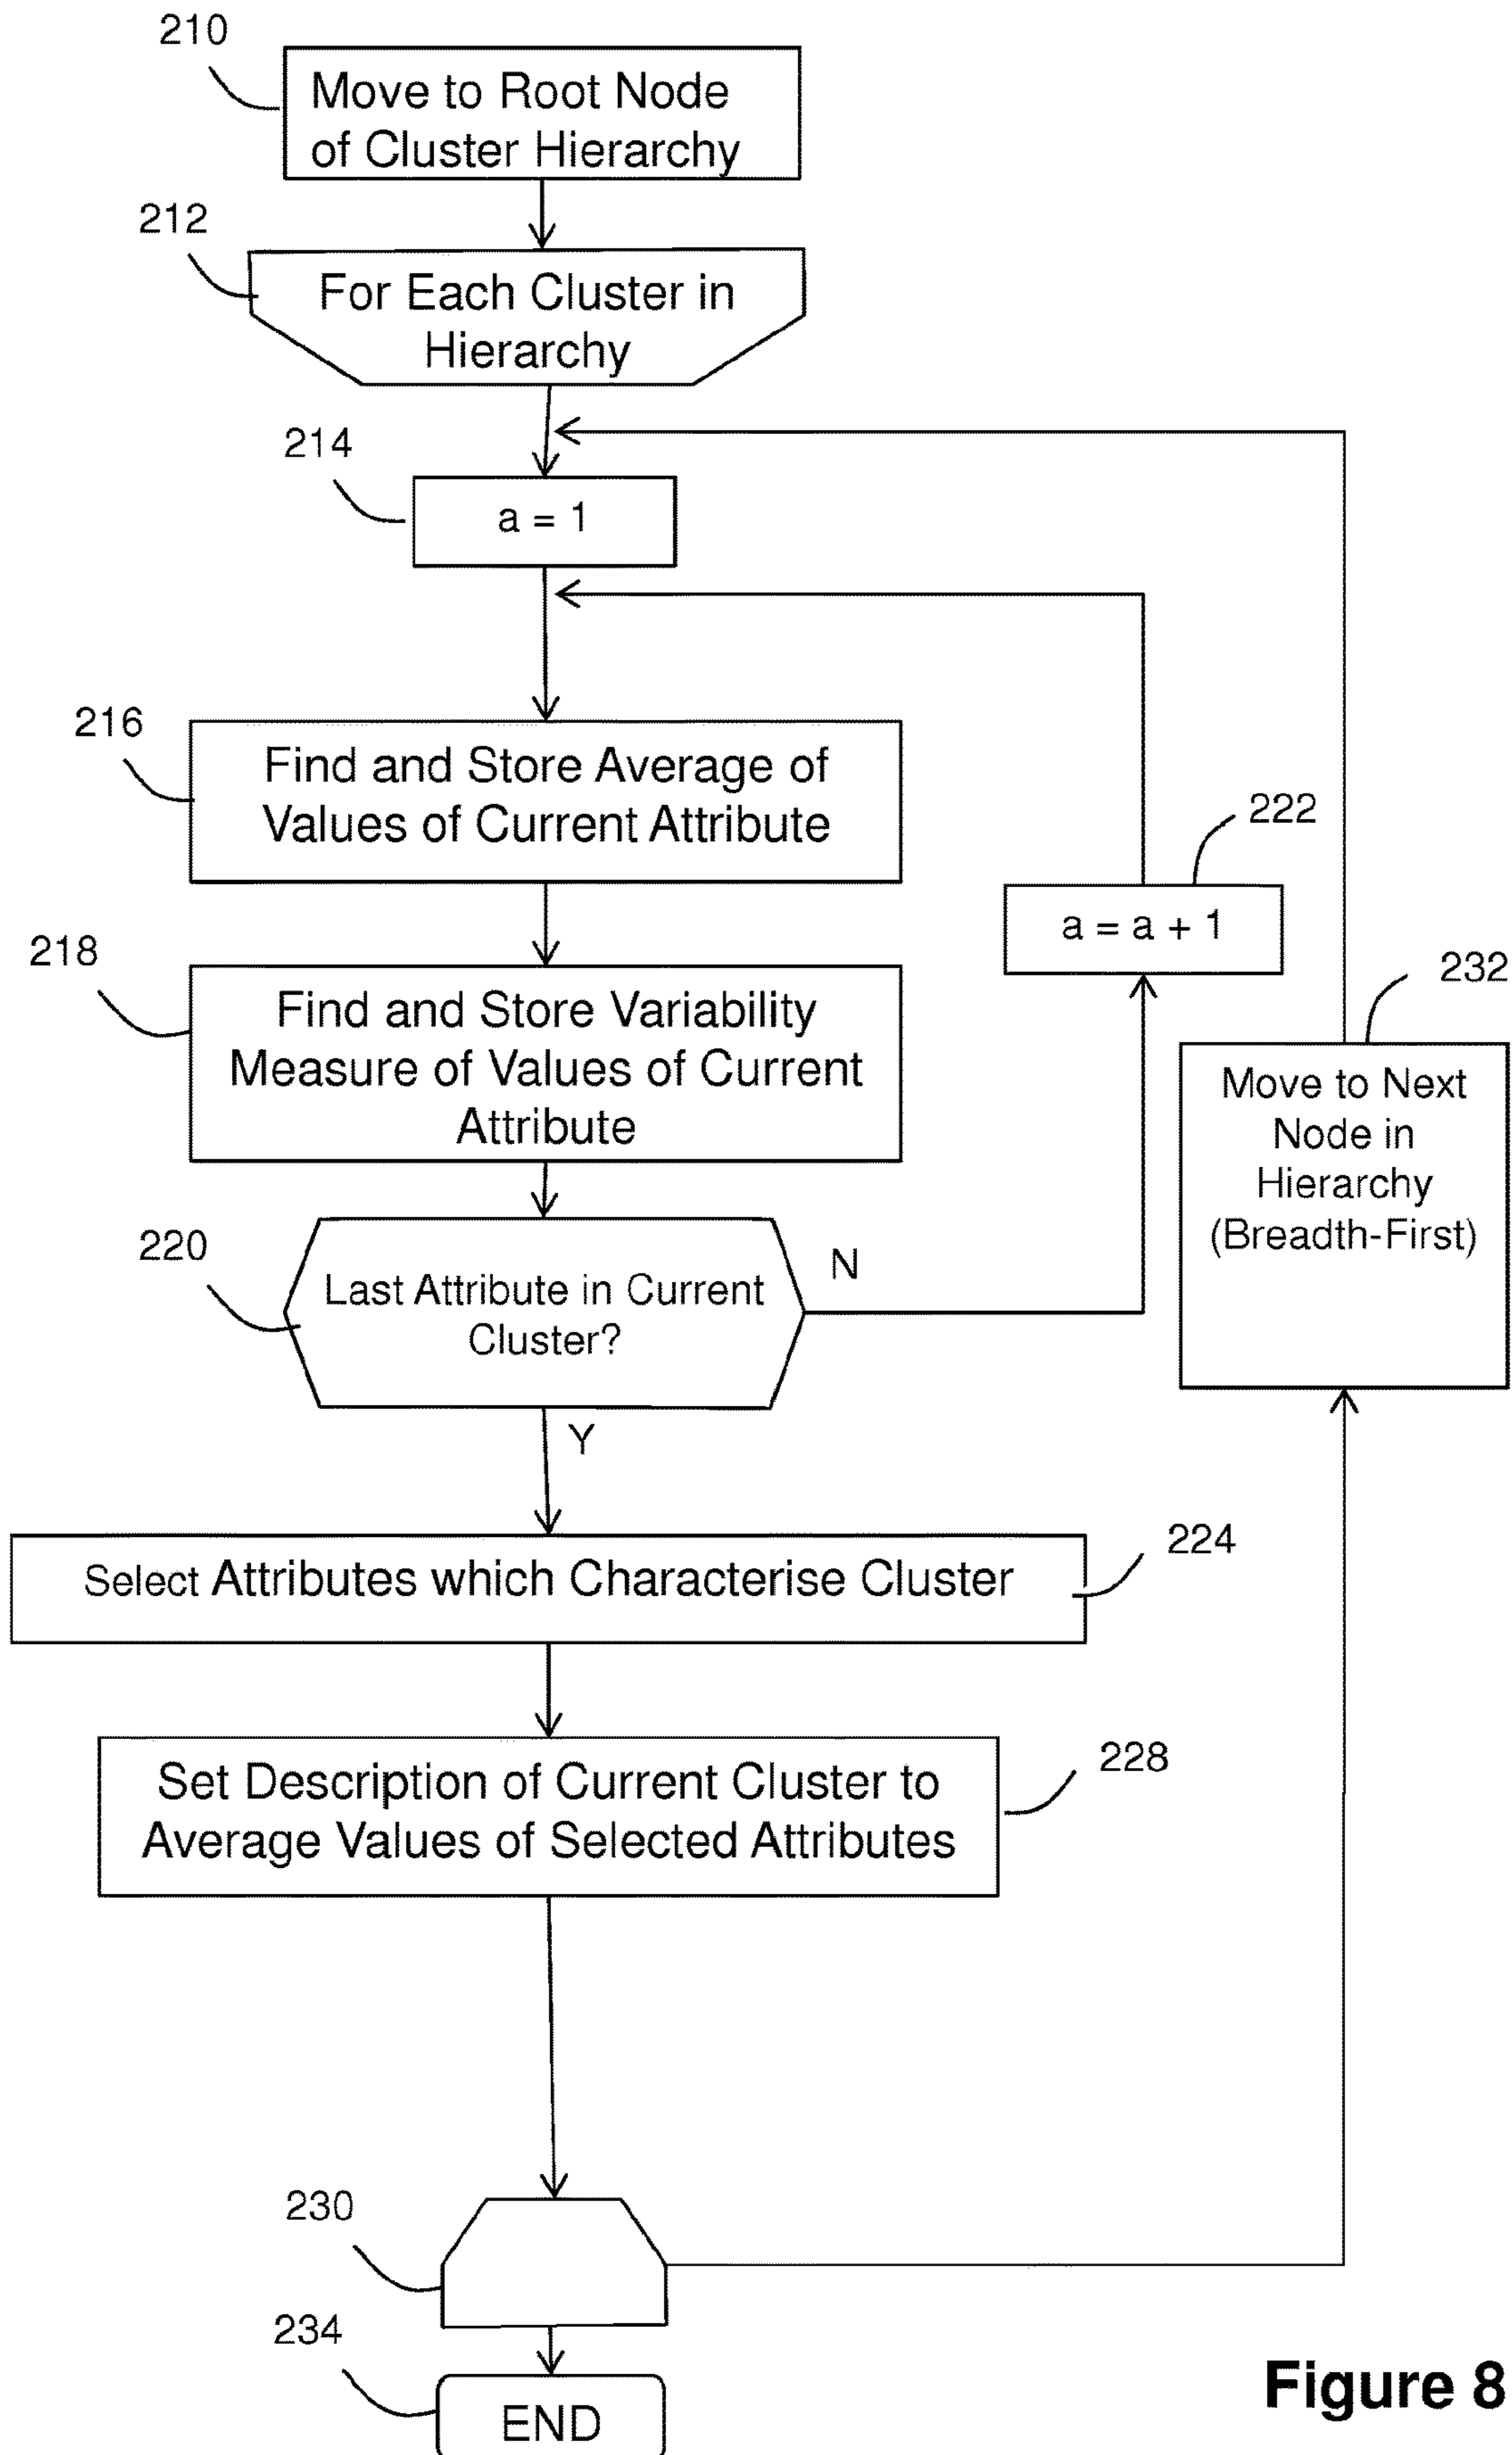 210
Move to Root Node
of Cluster Hierarchy
212
For Each Cluster in
Hierarchy
214
a = 1
216
Find and Store Average of
Values of Current Attribute
222
a = a + 1
218
Find and Store Variability
Measure of Values of Current
Attribute
232
Move to Next
Node in
Hierarchy
(Breadth-First)
220
Last Attribute in Current
Cluster?
N
Y
224
Select Attributes which Characterise Cluster
228
Set Description of Current Cluster to
Average Values of Selected Attributes
230
234
END
Figure 8